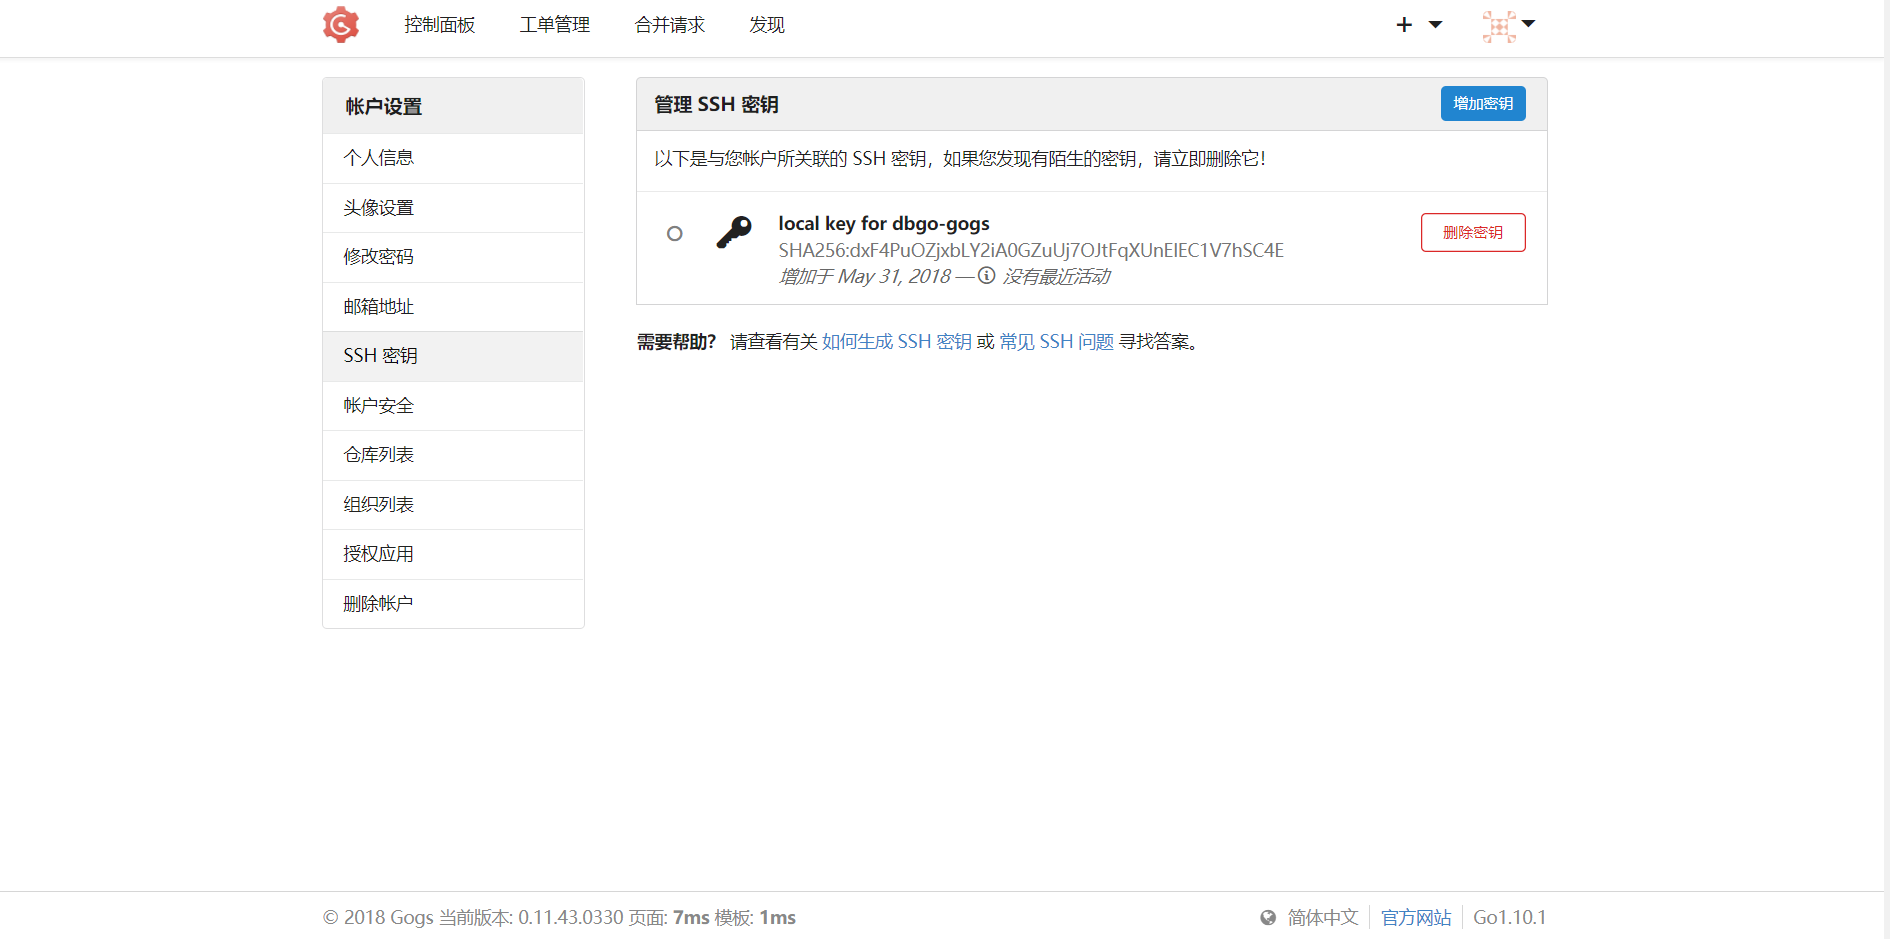 控制面板 工单管理 合并请求 发现
帐户设置
个人信息
头像设置
修改密码
邮箱地址
SSH 密钥
帐户安全
仓库列表
组织列表
授权应用
删除帐户
管理 SSH 密钥
增加密钥
以下是与您帐户所关联的 SSH 密钥，如果您发现有陌生的密钥，请立即删除它！
local key for dbgo-gogs
SHA256:dxF4PuOZjxbLY2iA0GZuUj7OJtFqXUnEIEC1V7hSC4E
增加于 May 31, 2018 — 没有最近活动
删除密钥
需要帮助？ 请查看有关 如何生成 SSH 密钥 或 常见 SSH 问题 寻找答案。
© 2018 Gogs 当前版本: 0.11.43.0330 页面: 7ms 模板: 1ms
简体中文 官方网站 Go1.10.1